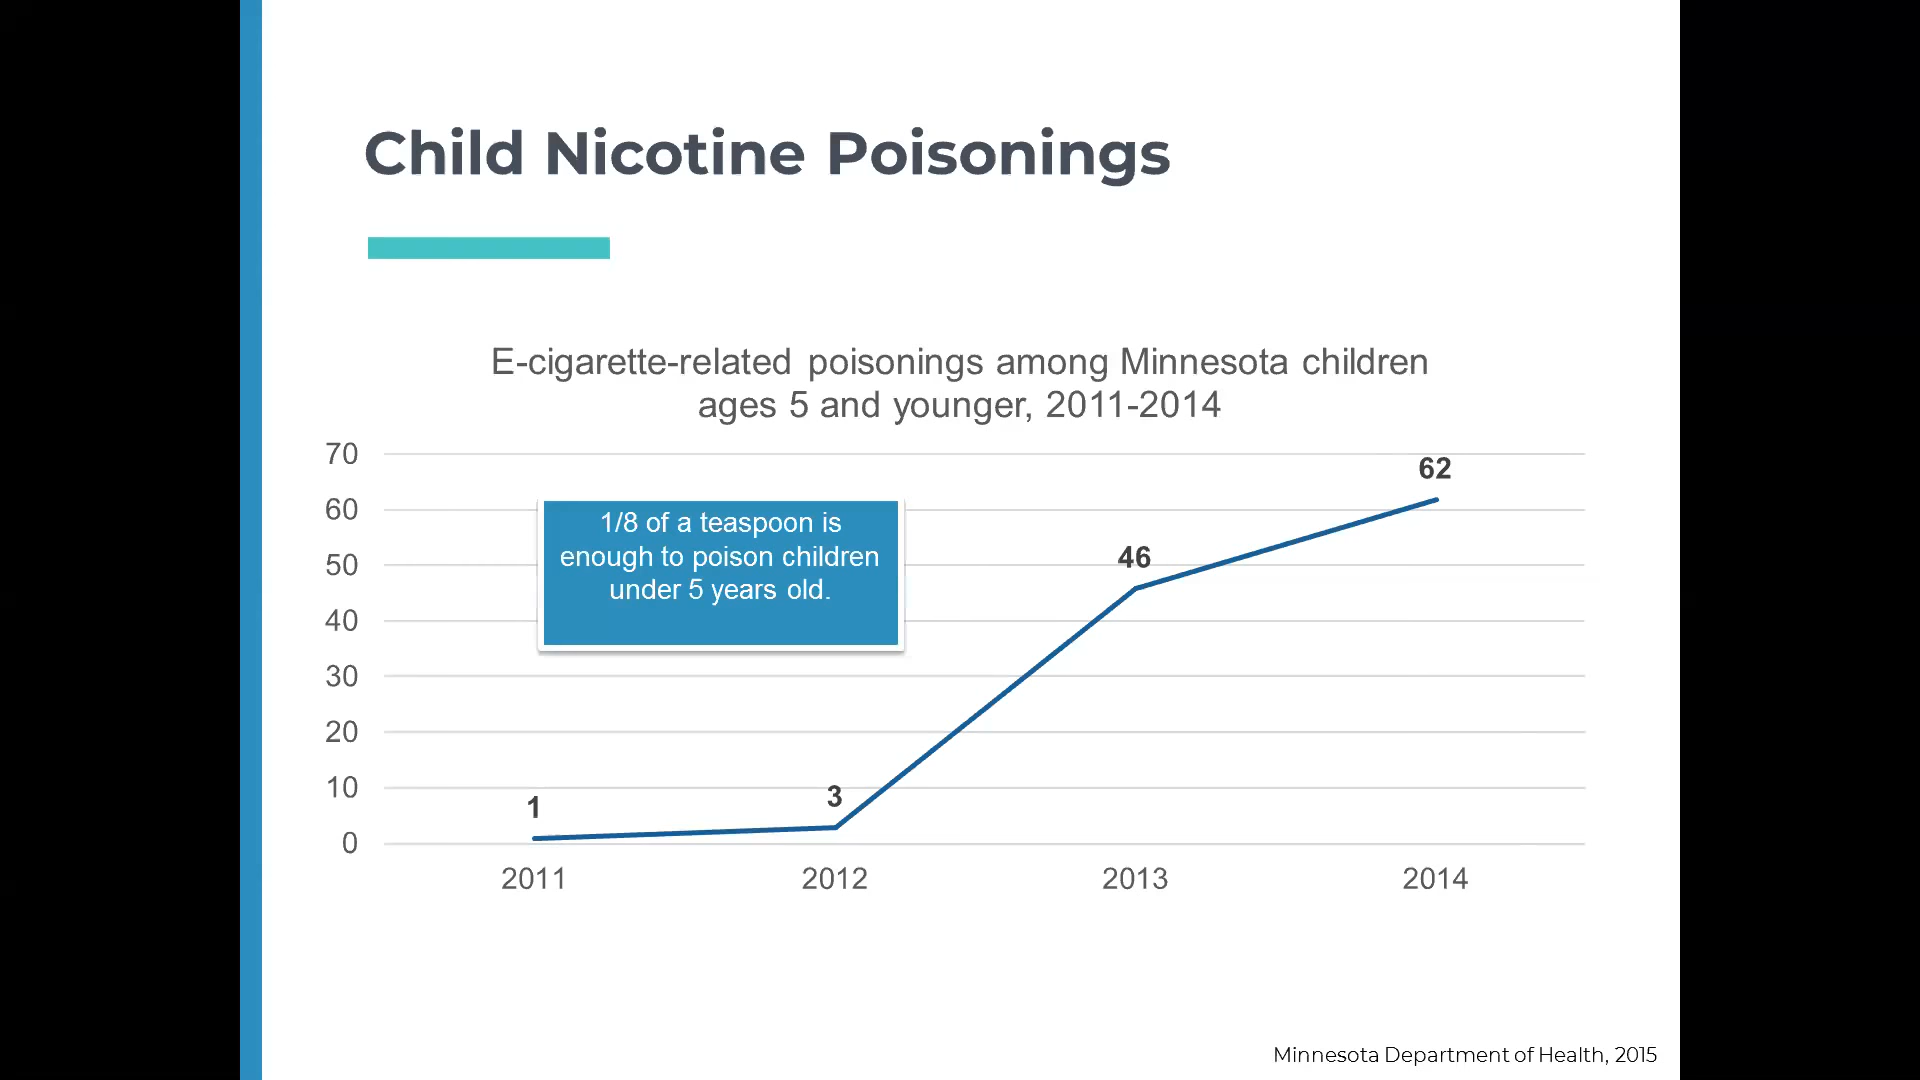 Child Nicotine Poisonings
E-cigarette-related poisonings among Minnesota children
ages 5 and younger, 2011-2014
70
60
50
40
30
20
10
0
1/8 of a teaspoon is
enough to poison children
under 5 years old.
1
3
46
62
2011
2012
2013
2014
Minnesota Department of Health, 2015